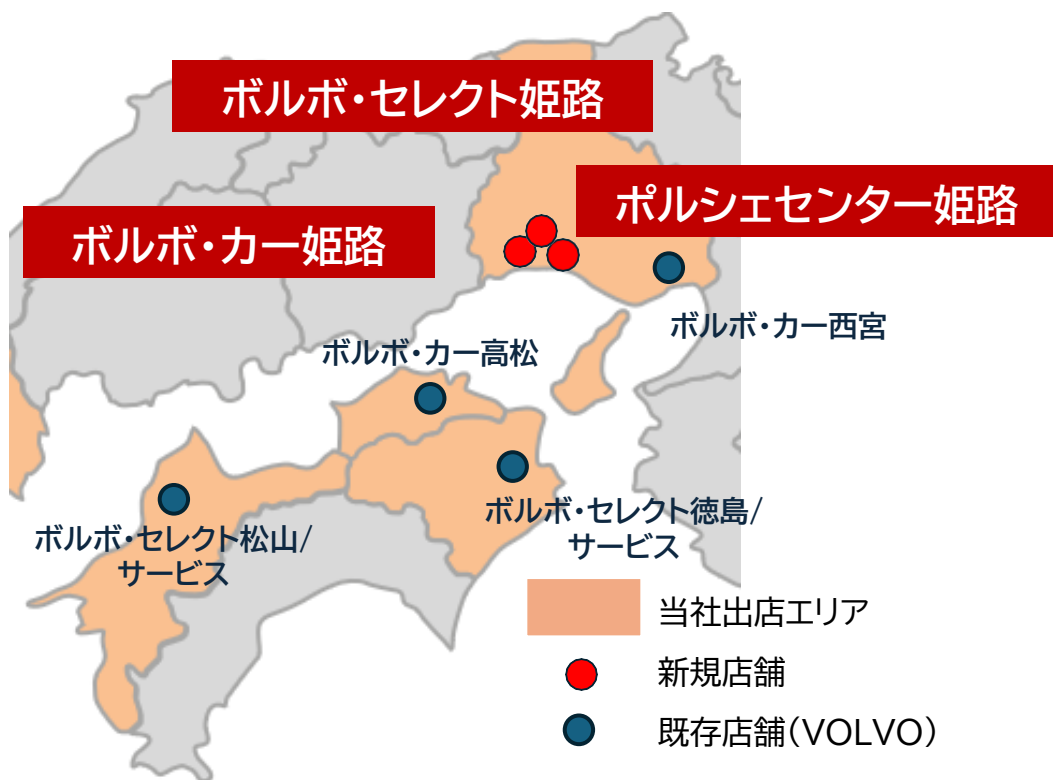 ボルボ・セレクト姫路
ポルシェセンター姫路
ボルボ・カー姫路
ボルボ・カー西宮
ボルボ・カー高松
ボルボ・セレクト徳島/
サービス
ボルボ・セレクト松山/
サービス
当社出店エリア
新規店舗
既存店舗(VOLVO)